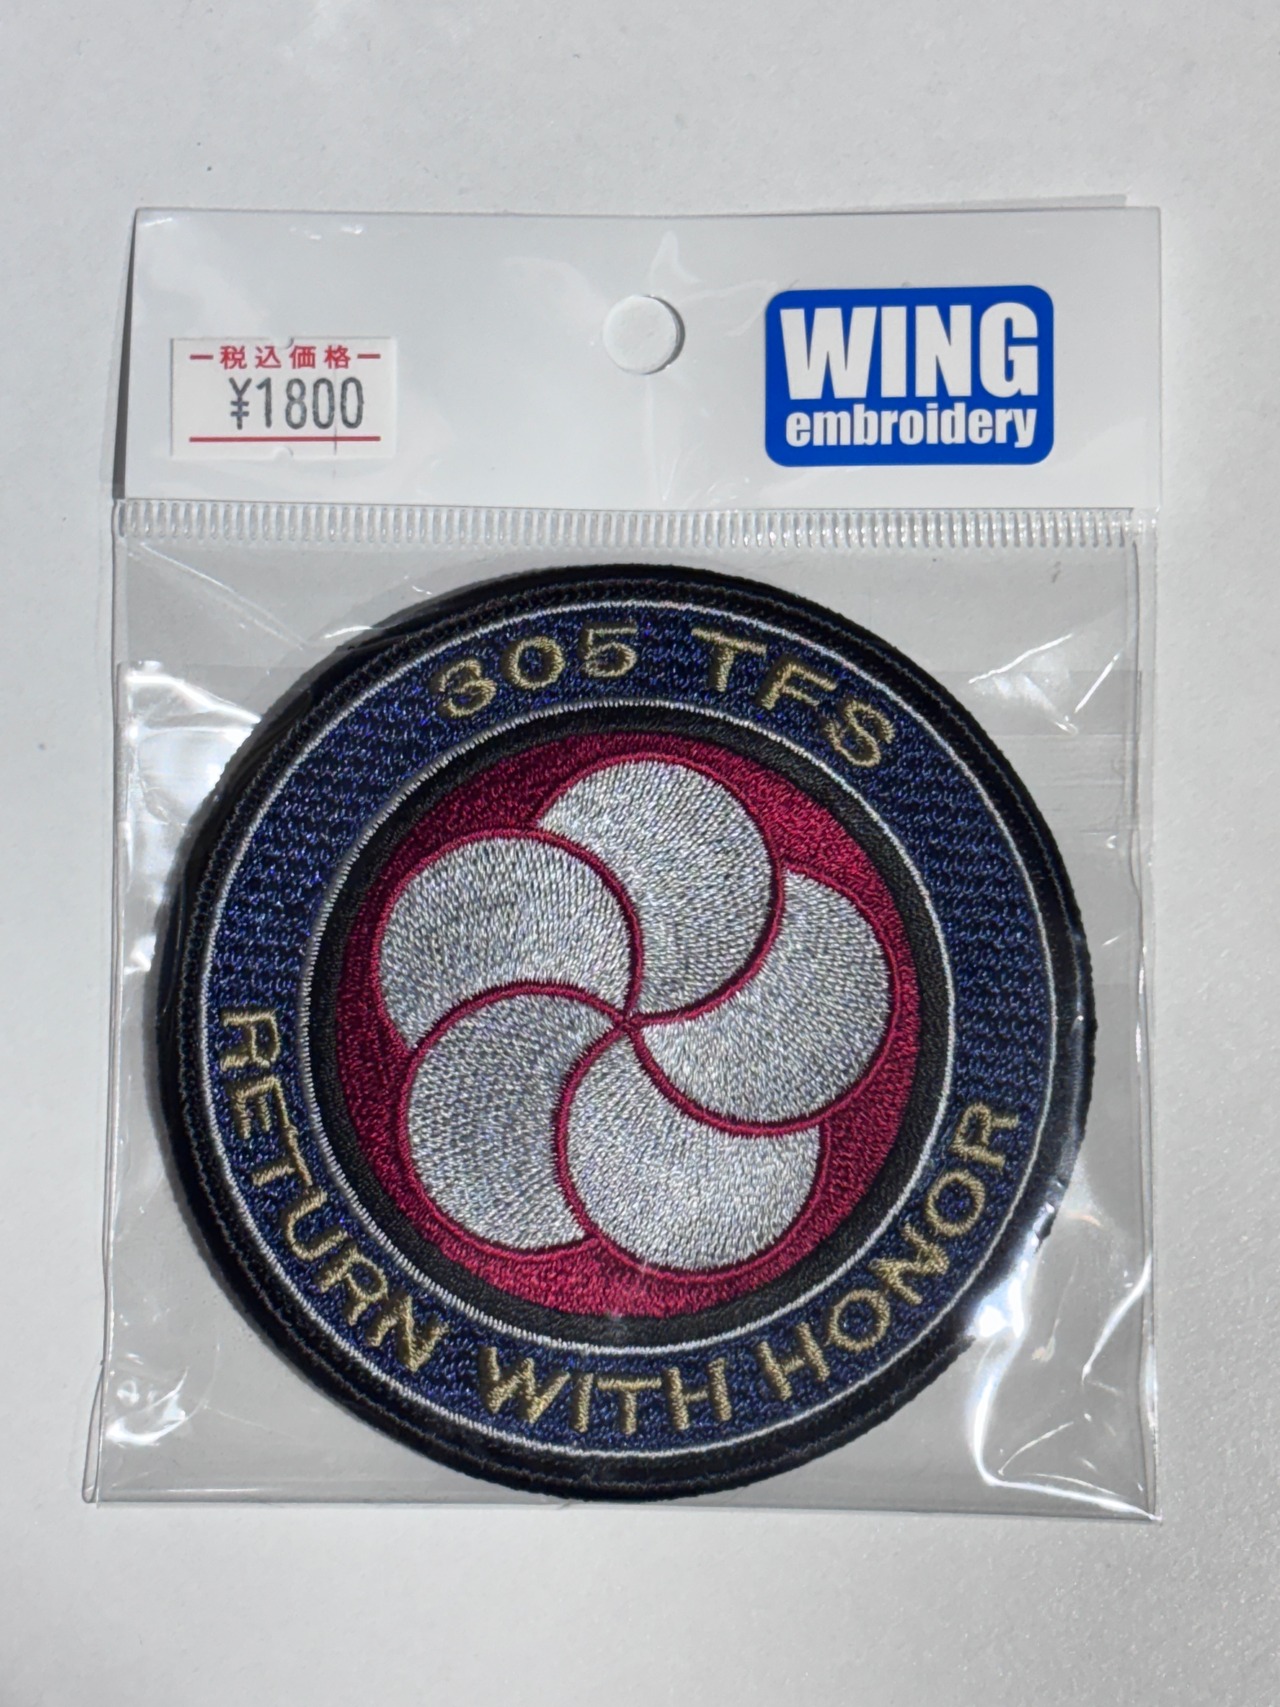 税込価格
¥1800
WING
embroidery
305 TFS
RETURN WITH HONOR